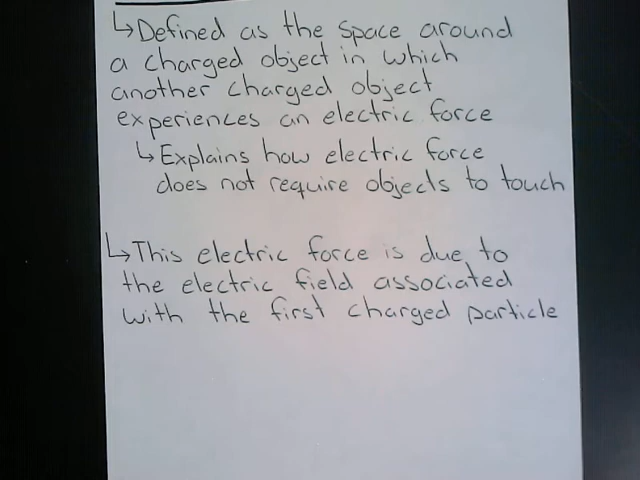 ↳Defined as the space around
a charged object in which
another charged object
experiences an electric force
↳Explains how electric force
does not require objects to touch
↳This electric force is due to
the electric field associated
with the first charged particle